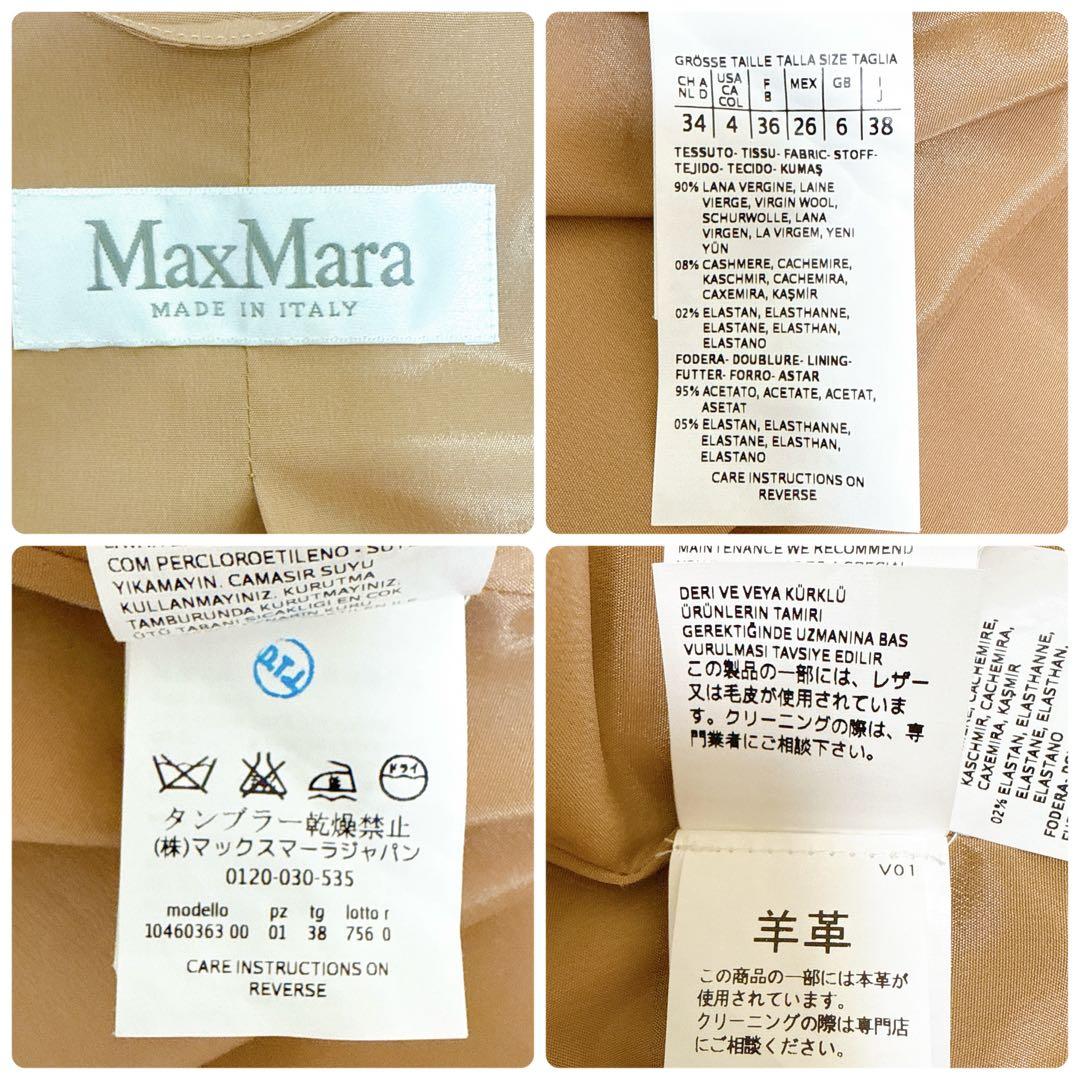 MaxMara
MADE IN ITALY
GRÖSSE TAILLE TALLA SIZE TAGLIA
CH A NL D USA CA COL F B MEX GB I J
34 4 36 26 6 38
TESSUTO- TISSU- FABRIC- STOFF-
TEJIDO- TECIDO- KUMAŞ
90% LANA VERGINE, LAINE
VIERGE, VIRGIN WOOL,
SCHURWOLLE, LANA
VIRGEN, LA VIRGEM, YENI
YÜN
08% CASHMERE, CACHEMIRE,
KASCHMIR, CACHEMIRA,
CAXEMIRA, KAŞMİR
02% ELASTAN, ELASTHANNE,
ELASTANE, ELASTHAN,
ELASTANO
FODERA- DOUBLURE- LINING-
FUTTER- FORRO- ASTAR
95% ACETATO, ACETATE, ACETAT,
ASETAT
05% ELASTAN, ELASTHANNE,
ELASTANE, ELASTHAN,
ELASTANO
CARE INSTRUCTIONS ON
REVERSE
COM PERCLOROETILENO -
YIKAMAYIN. CAMASIR SUYU
KULLANMAYINIZ. KURUTMA
TAMBURUNDA KURUTMAYINIZ.
ÜTÜ TABANI SICAKLIGI EN COK
ドライ
タンブラー乾燥禁止
(株)マックスマーラジャパン
0120-030-535
modello pz tg lotto r
10460363 00 01 38 756 0
CARE INSTRUCTIONS ON
REVERSE
MAINTENANCE WE RECOMMEND
DERI VE VEYA KÜRKLÜ
ÜRÜNLERIN TAMIRI
GEREKTIĞINDE UZMANINA BAS
VURULMASI TAVSIYE EDILIR
この製品の一部には、レザー
又は毛皮が使用されていま
す。クリーニングの際は、専
門業者にご相談下さい。
CACHEMIRE,
KASCHMIR, CACHEMIRA,
CAXEMIRA, KAŞMİR
02% ELASTAN, ELASTHANNE,
ELASTANE, ELASTHAN,
ELASTANO
FODERA-
V01
羊革
この商品の一部には本革が
使用されています。
クリーニングの際は専門店
にご相談ください。